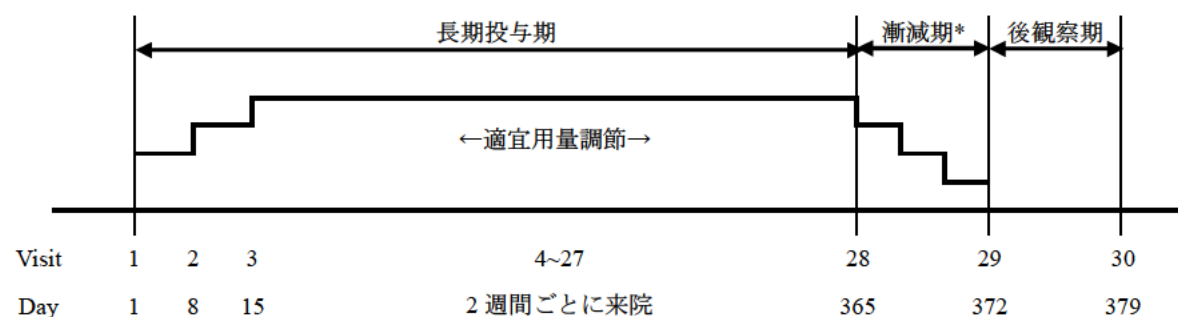 長期投与期 漸減期* 後観察期
←適宜用量調節→
Visit 1 2 3 4~27 28 29 30
Day 1 8 15 2 週間ごとに来院 365 372 379